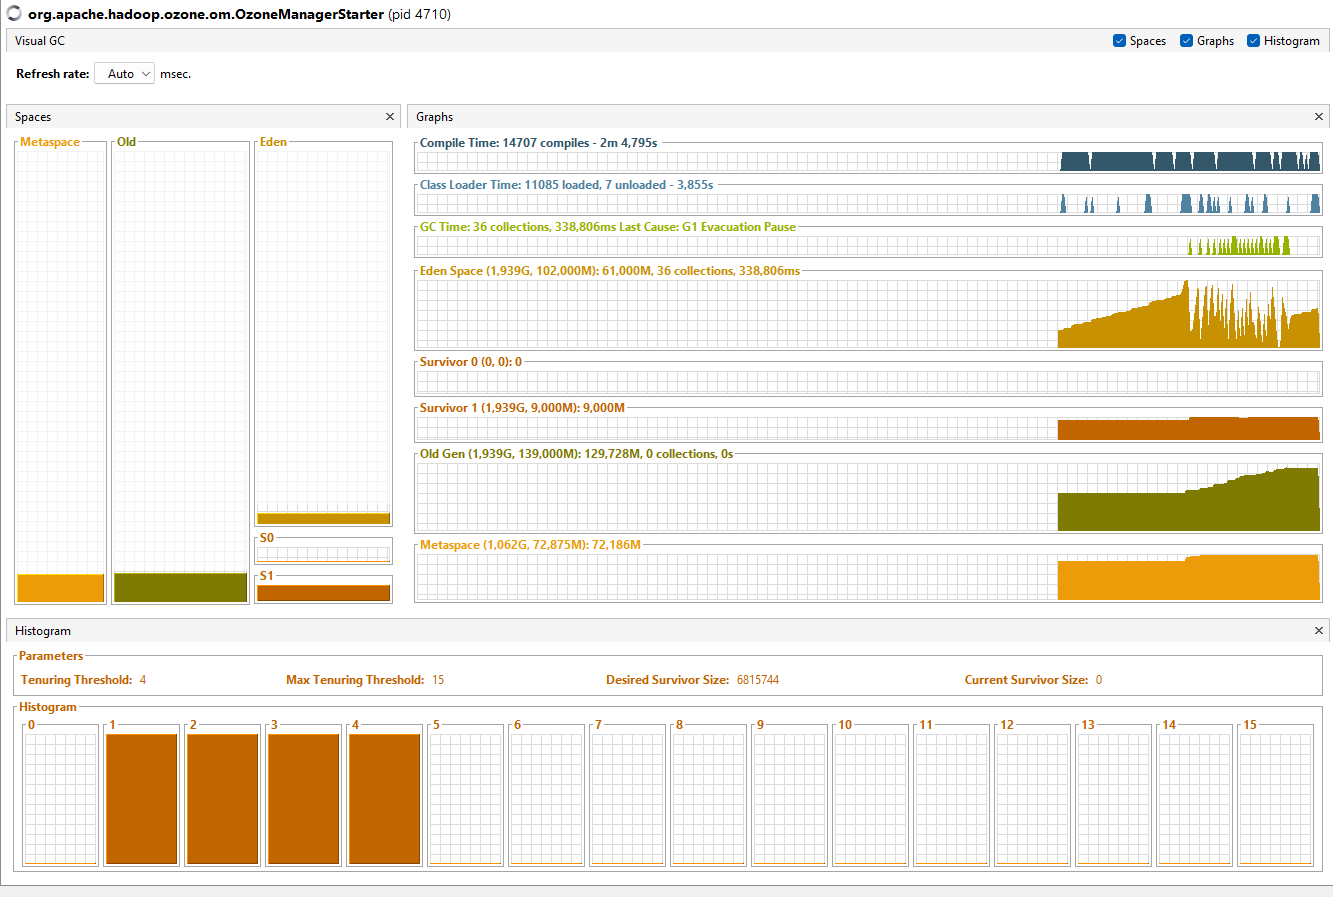 org.apache.hadoop.ozone.om.OzoneManagerStarter (pid 4710)
Visual GC
Spaces Graphs Histogram
Refresh rate: Auto msec.
Spaces
Metaspace Old Eden
S0
S1
Graphs
Compile Time: 14707 compiles - 2m 4,795s
Class Loader Time: 11085 loaded, 7 unloaded - 3,855s
GC Time: 36 collections, 338,806ms Last Cause: G1 Evacuation Pause
Eden Space (1,939G, 102,000M): 61,000M, 36 collections, 338,806ms
Survivor 0 (0, 0): 0
Survivor 1 (1,939G, 9,000M): 9,000M
Old Gen (1,939G, 139,000M): 129,728M, 0 collections, 0s
Metaspace (1,062G, 72,875M): 72,186M
Histogram
Parameters
Tenuring Threshold: 4 Max Tenuring Threshold: 15 Desired Survivor Size: 6815744 Current Survivor Size: 0
Histogram
0 1 2 3 4 5 6 7 8 9 10 11 12 13 14 15